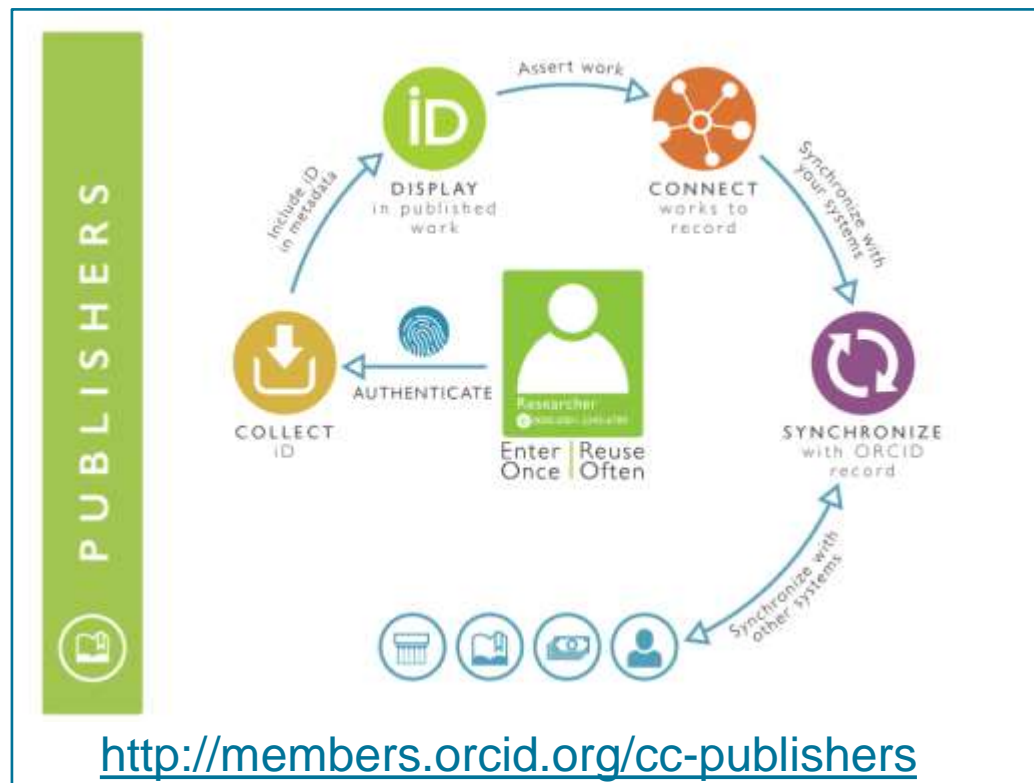 PUBLISHERS
Assert work
iD
DISPLAY
in published
work
CONNECT
works to
record
Include iD
in metadata
Synchronize with
your systems
AUTHENTICATE
COLLECT
iD
Researcher
Enter
Once
Reuse
Often
SYNCHRONIZE
with ORCID
record
Synchronize with
other systems
http://members.orcid.org/cc-publishers